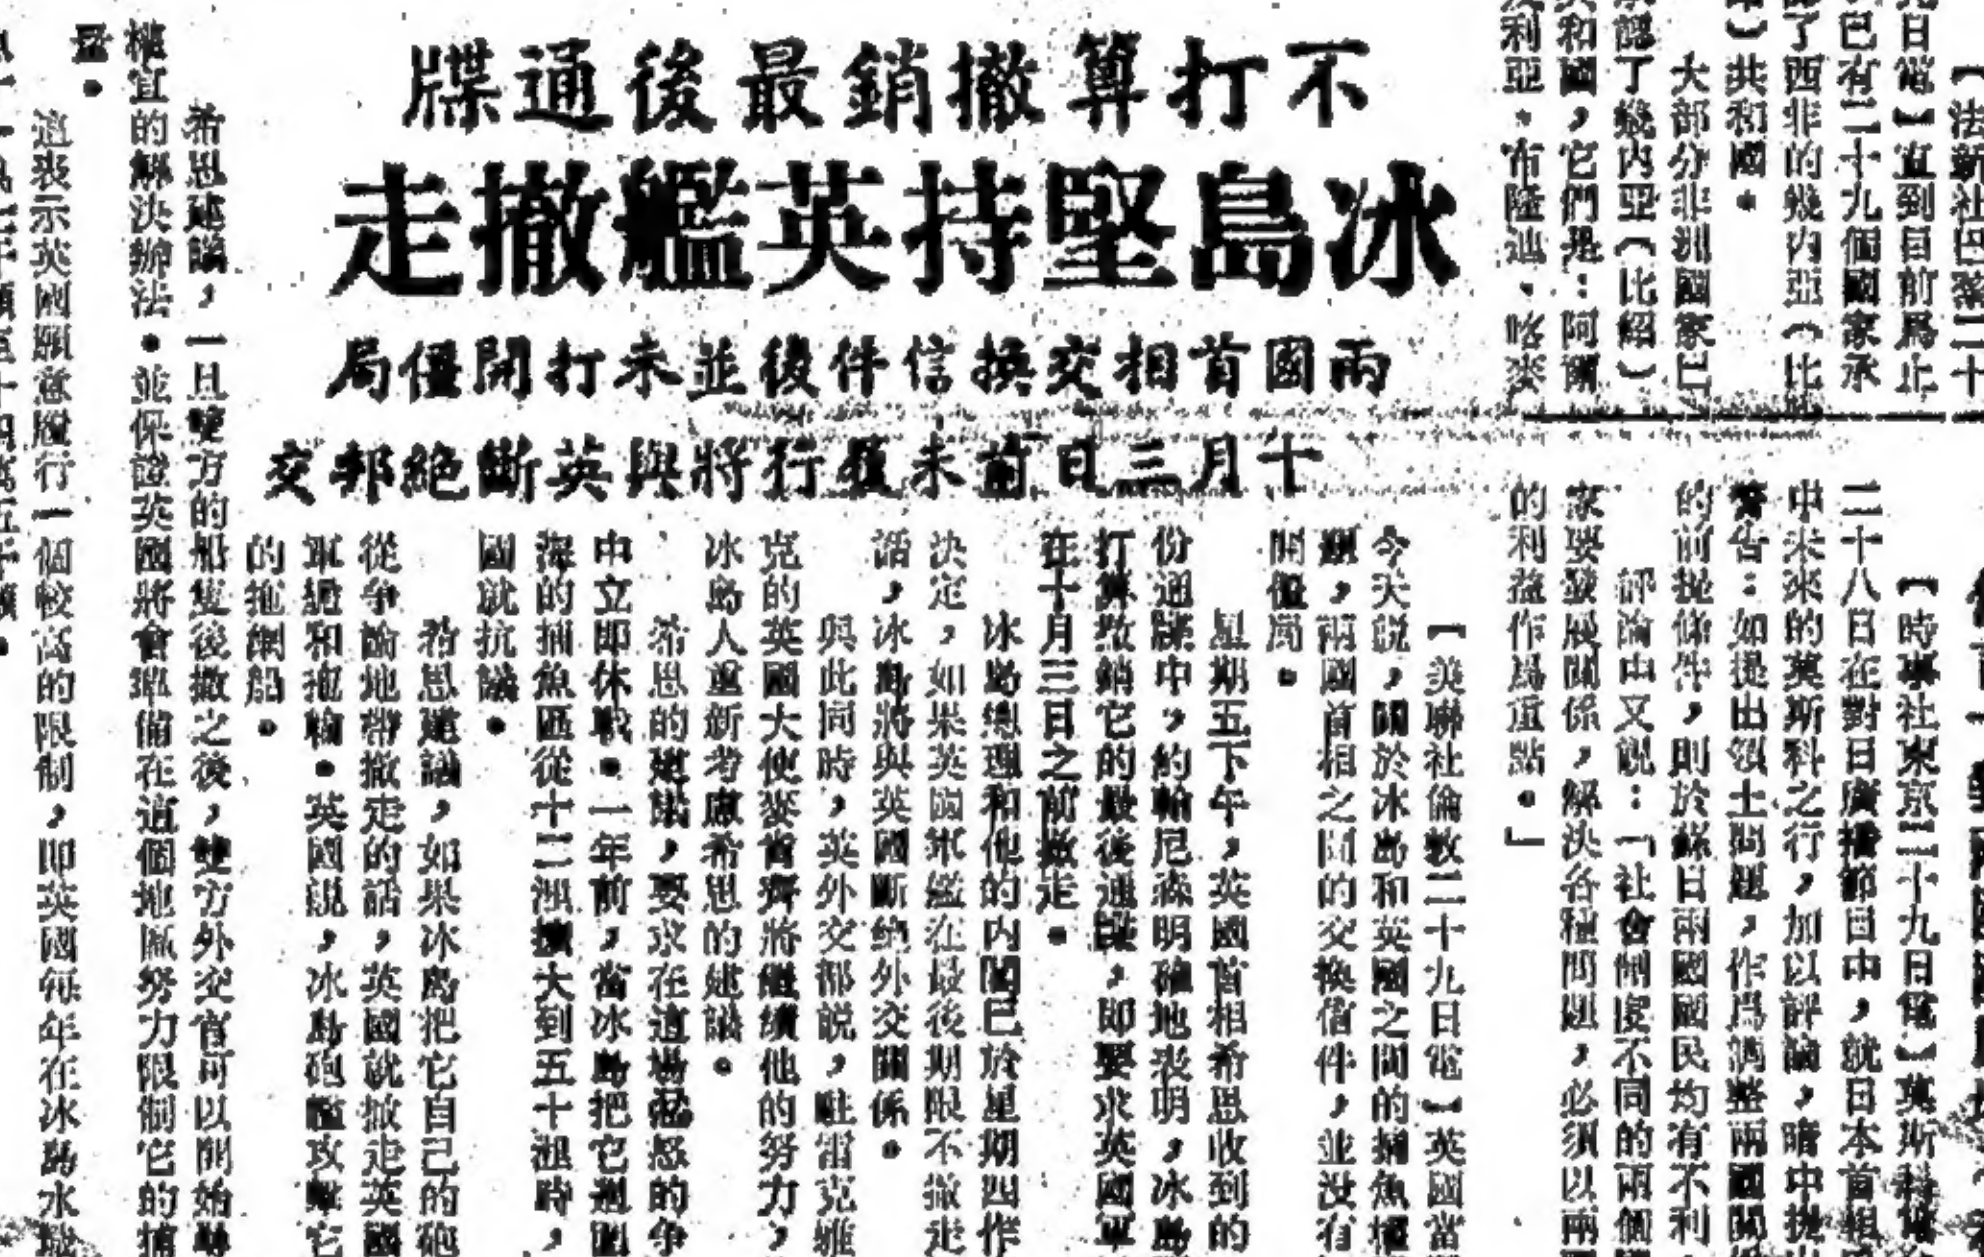 【法新社巴黎二十
日電】直到目前爲止
已有二十九個國家承
了西非的幾內亞（比
）共和國。
大部分非洲國家已
認了幾內亞（比紹）
和國，它們是：阿爾
利亞、布隆迪、喀麥
【時事社東京二十九日電】莫斯科
二十八日在對日廣播節目中，就日本首相
中未來的莫斯科之行，加以評論，暗中提
警告：如提出領土問題，作爲調整兩國關
的前提條件，則於蘇日兩國國民均有不利
評論中又說：「社會制度不同的兩個
家要發展關係，解決各種問題，必須以兩
的利益作爲重點。」
不打算撤銷最後通牒
冰島堅持英艦撤走
兩國首相交換信件後並未打開僵局
十月三日前未履行將與英斷絕邦交
【美聯社倫敦二十九日電】英國當
今天說，關於冰島和英國之間的捕魚權
題，兩國首相之間的交換信件，並沒有
開僵局。
星期五下午，英國首相希思收到的
份通牒中，約翰尼森明確地表明，冰島
打算撤銷它的最後通牒，即要求英國軍
在十月三日之前撤走。
冰島總理和他的內閣已於星期四作
決定，如果英國軍艦在最後期限不撤走
話，冰島將與英國斷絕外交關係。
與此同時，英外交部說，駐雷克雅
克的英國大使麥肯齊將繼續他的努力，
冰島人重新考慮希思的建議。
希思的建議，要求在這場惱怒的爭
中立即休戰。一年前，當冰島把它週圍
海的捕魚區從十二浬擴大到五十浬時，
國就抗議。
希思建議，如果冰島把它自己的砲
從爭論地帶撤走的話，英國就撤走英國
軍艦和拖輪。英國說，冰島砲艦攻擊它
的拖網船。
希思建議，一旦雙方的船隻後撤之後，雙方外交官可以開始尋
權宜的解決辦法。並保證英國將會準備在這個地區努力限制它的捕
量。
這表示英國願意履行一個較高的限制，即英國每年在冰島水域